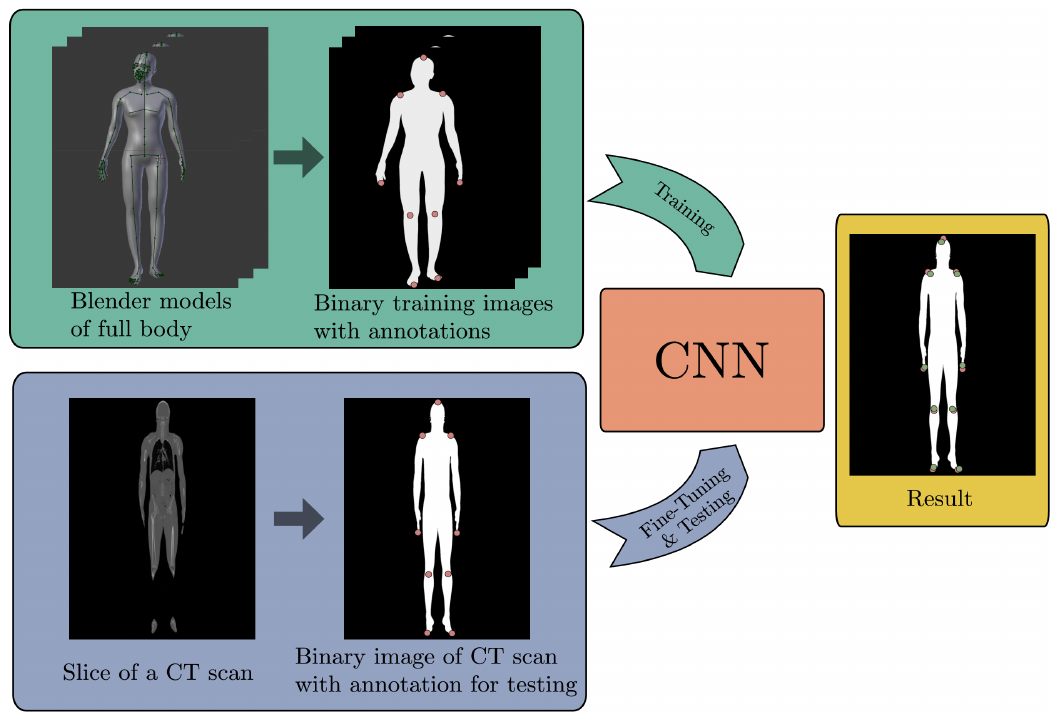 Blender models
of full body
Binary training images
with annotations
Training
CNN
Result
Fine-Tuning
& Testing
Slice of a CT scan
Binary image of CT scan
with annotation for testing